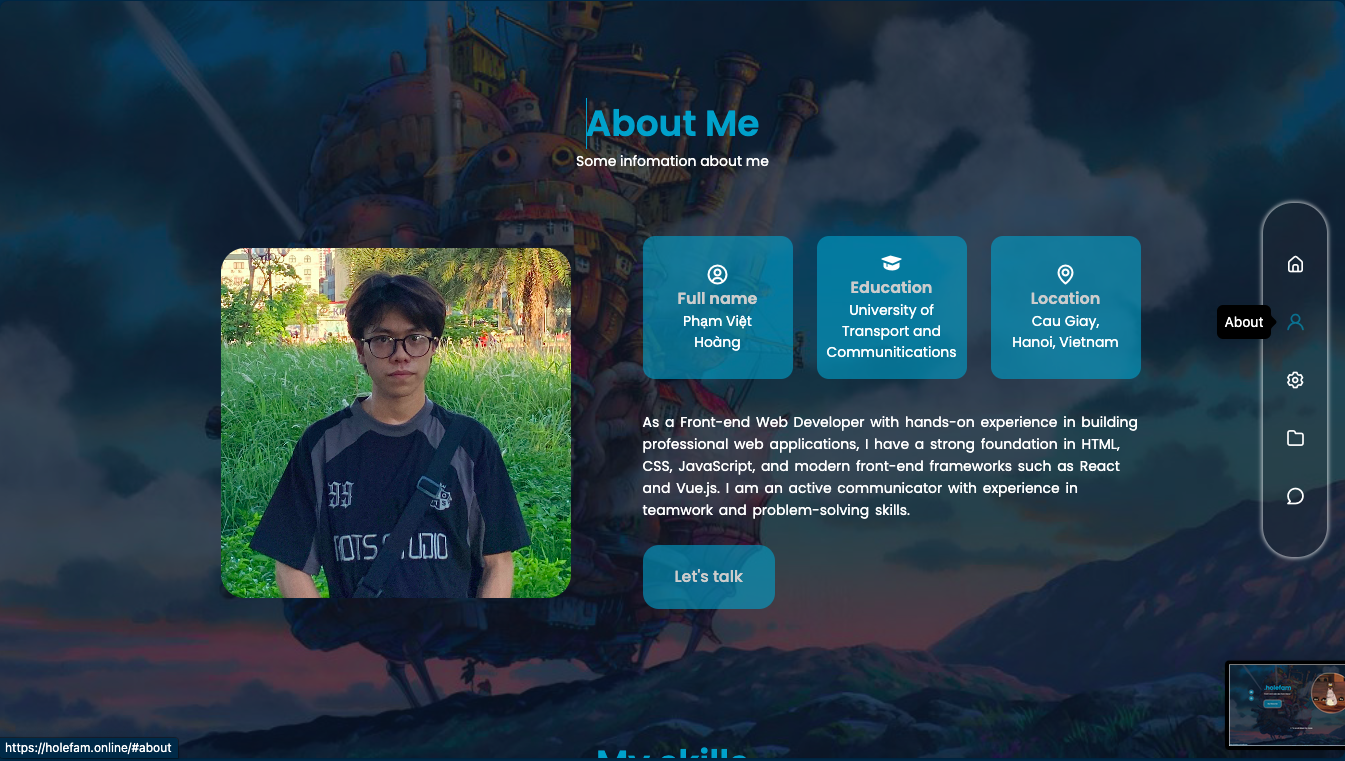 About Me
Some infomation about me
Full name
Phạm Việt
Hoàng
Education
University of
Transport and
Communitications
Location
Cau Giay,
Hanoi, Vietnam
As a Front-end Web Developer with hands-on experience in building
professional web applications, I have a strong foundation in HTML,
CSS, JavaScript, and modern front-end frameworks such as React
and Vue.js. I am an active communicator with experience in
teamwork and problem-solving skills.
Let's talk
About
99
My skills
.holefam
https://holefam.online/#about